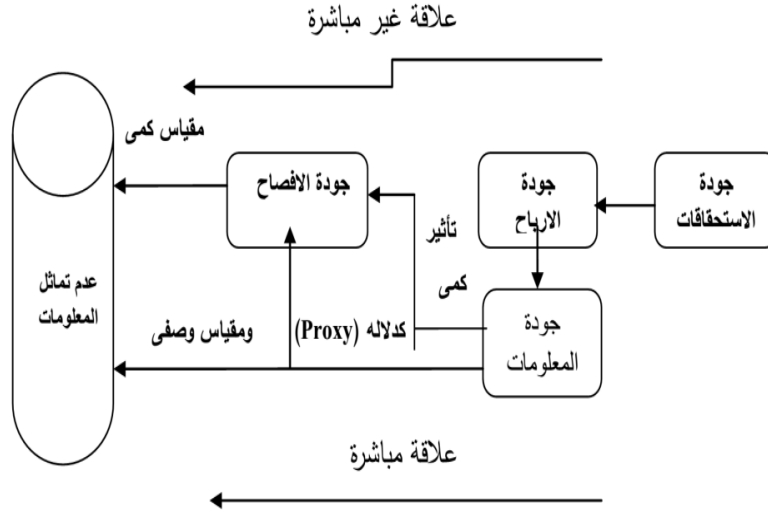 علاقة غير مباشرة
مقياس كمى
جودة
الاستحقاقات
جودة
الارباح
جودة الافصاح
تأثير
كمى
عدم تماثل
المعلومات
جودة
المعلومات
كدلاله (Proxy)
ومقياس وصفى
علاقة مباشرة